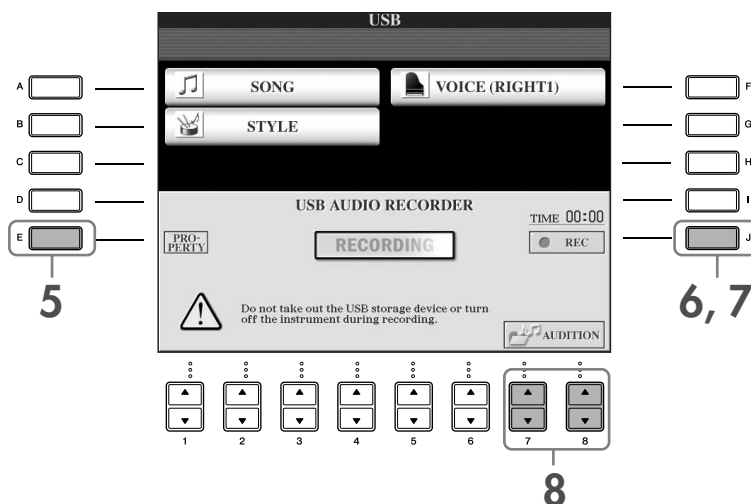 USB
A SONG VOICE (RIGHT1) F
B STYLE G
C H
D I
USB AUDIO RECORDER
TIME 00:00
E PRO-
PERTY RECORDING REC J
5 6, 7
Do not take out the USB storage device or turn
off the instrument during recording.
AUDITION
1 2 3 4 5 6 7 8
8